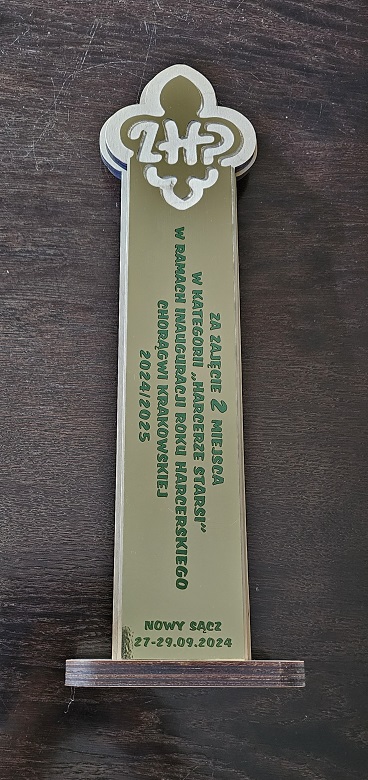 ZHP
ZA ZAJĘCIE 2 MIEJSCA
W KATEGORII „HARCERZE STARSI”
W RAMACH INAUGURACJI ROKU HARCERSKIEGO
CHORĄGWI KRAKOWSKIEJ
2024/2025
NOWY SĄCZ
27-29.09.2024